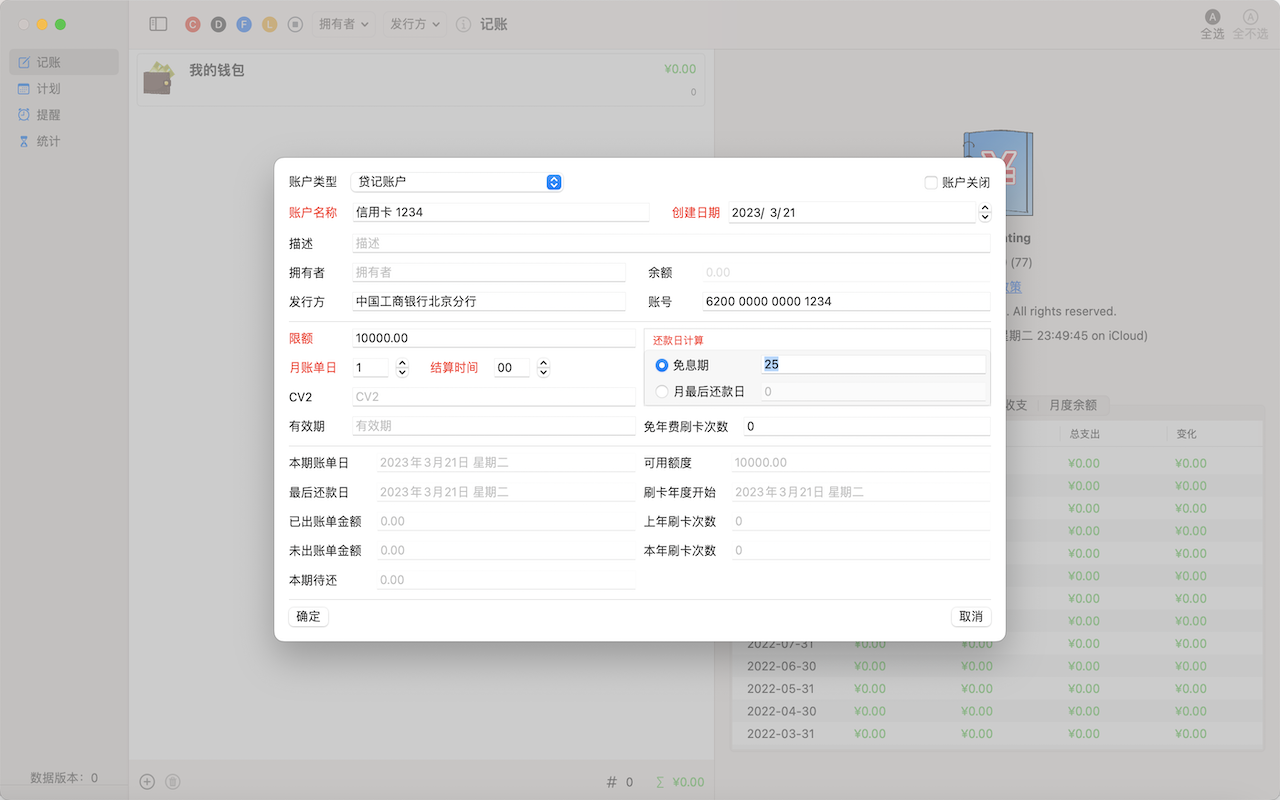 C D F L 拥有者 发行方 记账
A A
全选 全不选
记账
计划
提醒
统计
我的钱包 ¥0.00
0
账户类型 贷记账户 账户关闭
账户名称 信用卡 1234 创建日期 2023/ 3/21
描述 描述
拥有者 拥有者 余额 0.00
发行方 中国工商银行北京分行 账号 6200 0000 0000 1234
限额 10000.00 还款日计算
月账单日 1 结算时间 00 免息期 25
CV2 CV2 月最后还款日 0
有效期 有效期 免年费刷卡次数 0
本期账单日 2023年3月21日 星期二 可用额度 10000.00
最后还款日 2023年3月21日 星期二 刷卡年度开始 2023年3月21日 星期二
已出账单金额 0.00 上年刷卡次数 0
未出账单金额 0.00 本年刷卡次数 0
本期待还 0.00
确定 取消
¥
ting
(77)
策
. All rights reserved.
期二 23:49:45 on iCloud)
收支 月度余额
总支出 变化
¥0.00 ¥0.00
¥0.00 ¥0.00
¥0.00 ¥0.00
¥0.00 ¥0.00
¥0.00 ¥0.00
¥0.00 ¥0.00
¥0.00 ¥0.00
¥0.00 ¥0.00
2022-07-31 ¥0.00 ¥0.00 ¥0.00 ¥0.00
2022-06-30 ¥0.00 ¥0.00 ¥0.00 ¥0.00
2022-05-31 ¥0.00 ¥0.00 ¥0.00 ¥0.00
2022-04-30 ¥0.00 ¥0.00 ¥0.00 ¥0.00
2022-03-31 ¥0.00 ¥0.00 ¥0.00 ¥0.00
数据版本：0
# 0 Σ ¥0.00